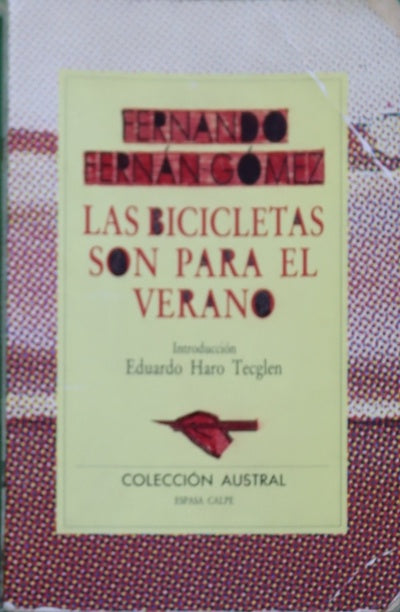 FERNANDO
FERNÁN GÓMEZ
LAS BICICLETAS
SON PARA EL
VERANO
Introducción
Eduardo Haro Tecglen
COLECCIÓN AUSTRAL
ESPASA CALPE